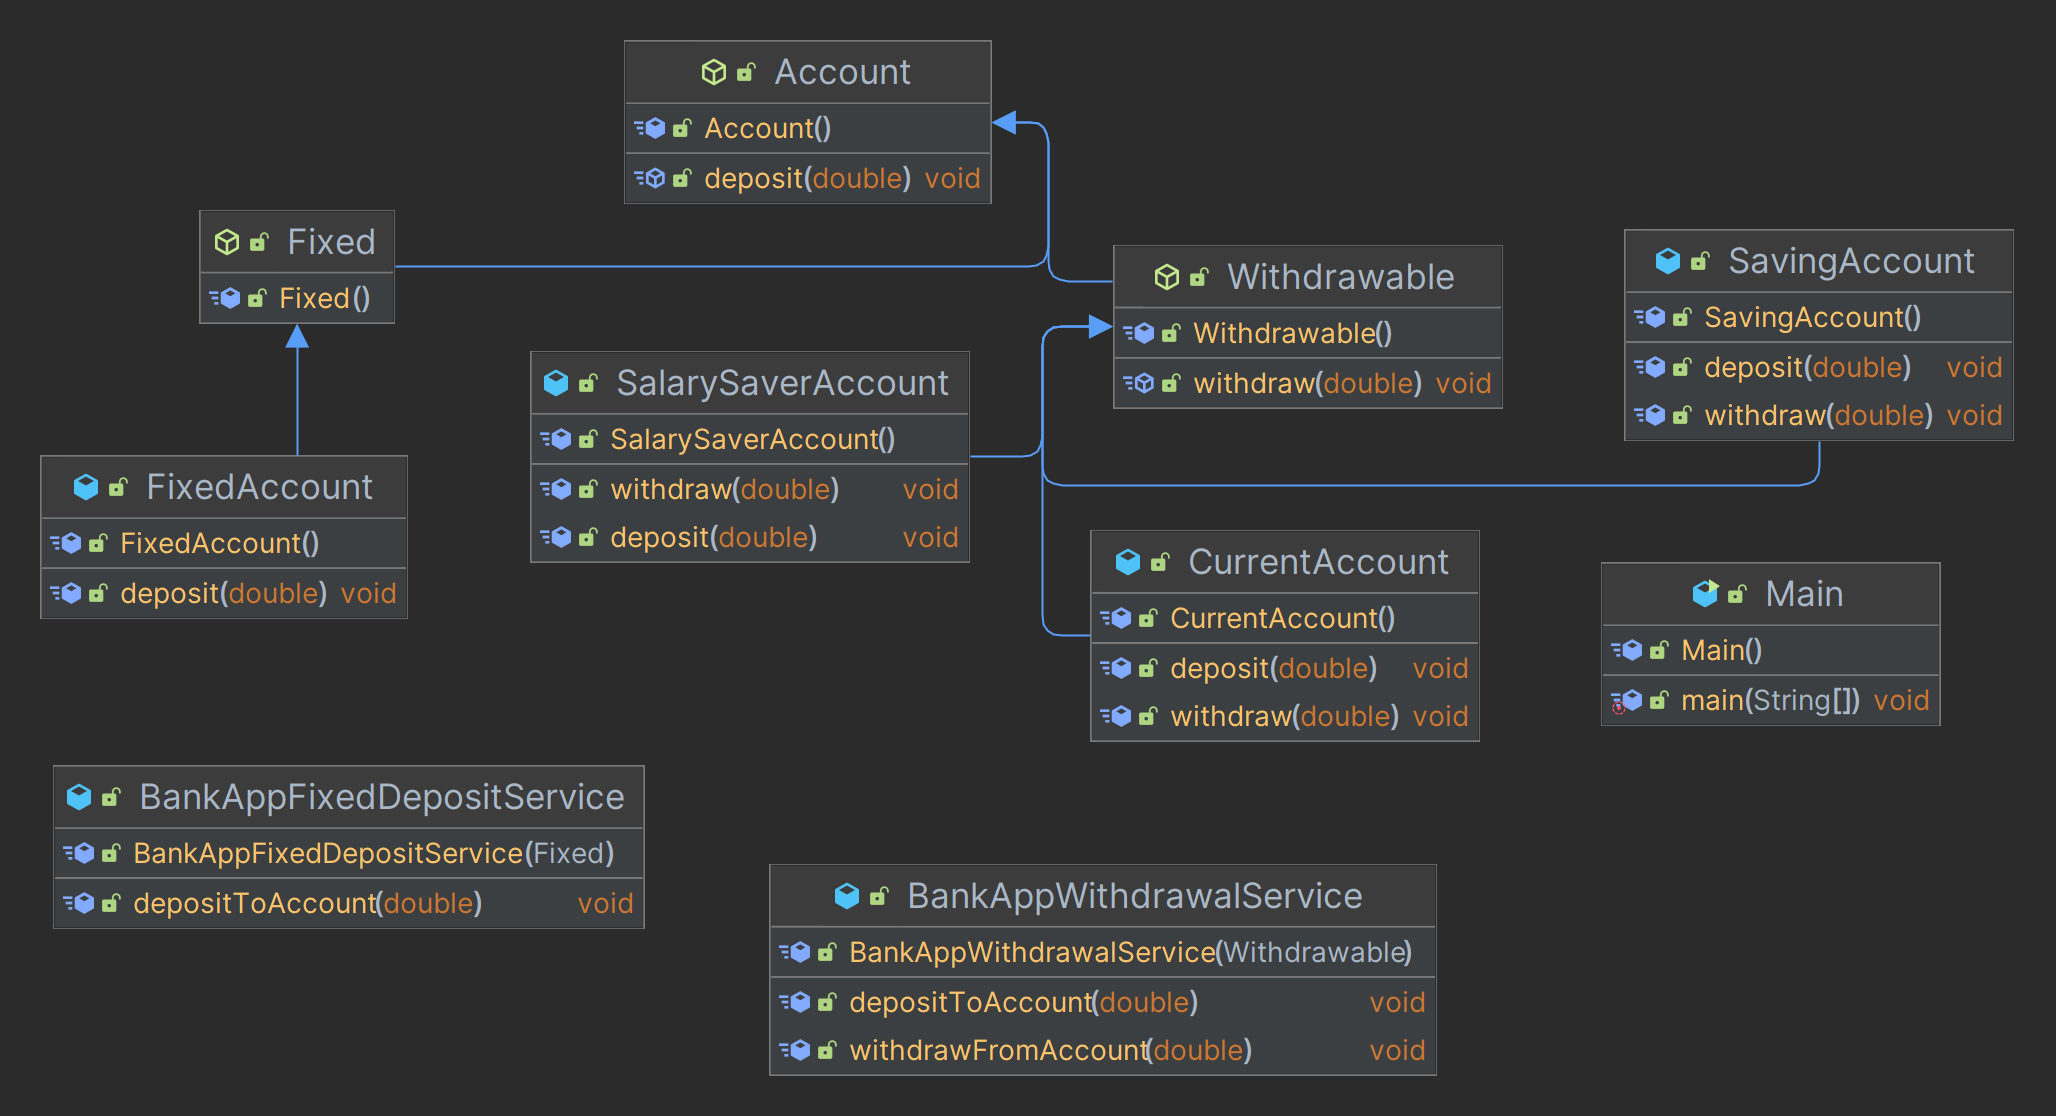 Account
Account()
deposit(double) void
Fixed
Fixed()
Withdrawable
Withdrawable()
withdraw(double) void
SavingAccount
SavingAccount()
deposit(double) void
withdraw(double) void
SalarySaverAccount
SalarySaverAccount()
withdraw(double) void
deposit(double) void
FixedAccount
FixedAccount()
deposit(double) void
CurrentAccount
CurrentAccount()
deposit(double) void
withdraw(double) void
Main
Main()
main(String[]) void
BankAppFixedDepositService
BankAppFixedDepositService(Fixed)
depositToAccount(double) void
BankAppWithdrawalService
BankAppWithdrawalService(Withdrawable)
depositToAccount(double) void
withdrawFromAccount(double) void